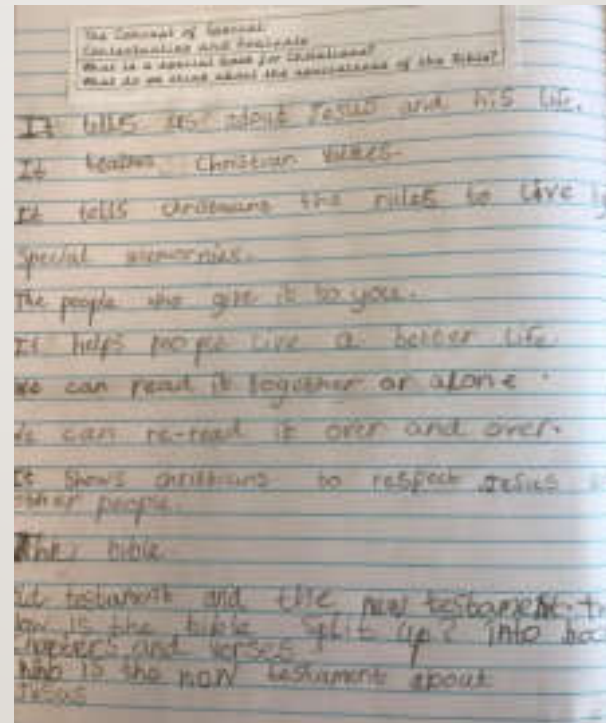 The Concept of Special
Contextualise and Evaluate
What is a special book for Christians?
What do we think about the of the Bible?
It tells us about Jesus and his life.
It Christian
It tells Christians the rules to live
Special memories.
The people who give it to you.
It helps people live a better life.
We can read it together or alone.
We can re-read it over and over.
It shows christians to respect Jesus
other people.
The bible
old testament and the new testament.
how is the bible split up? into
chapters and verses
who is the new testament about
Jesus